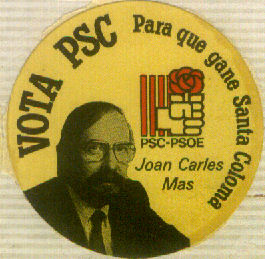 VOTA PSC
Para que gane Santa Coloma
PSC-PSOE
Joan Carles
Mas